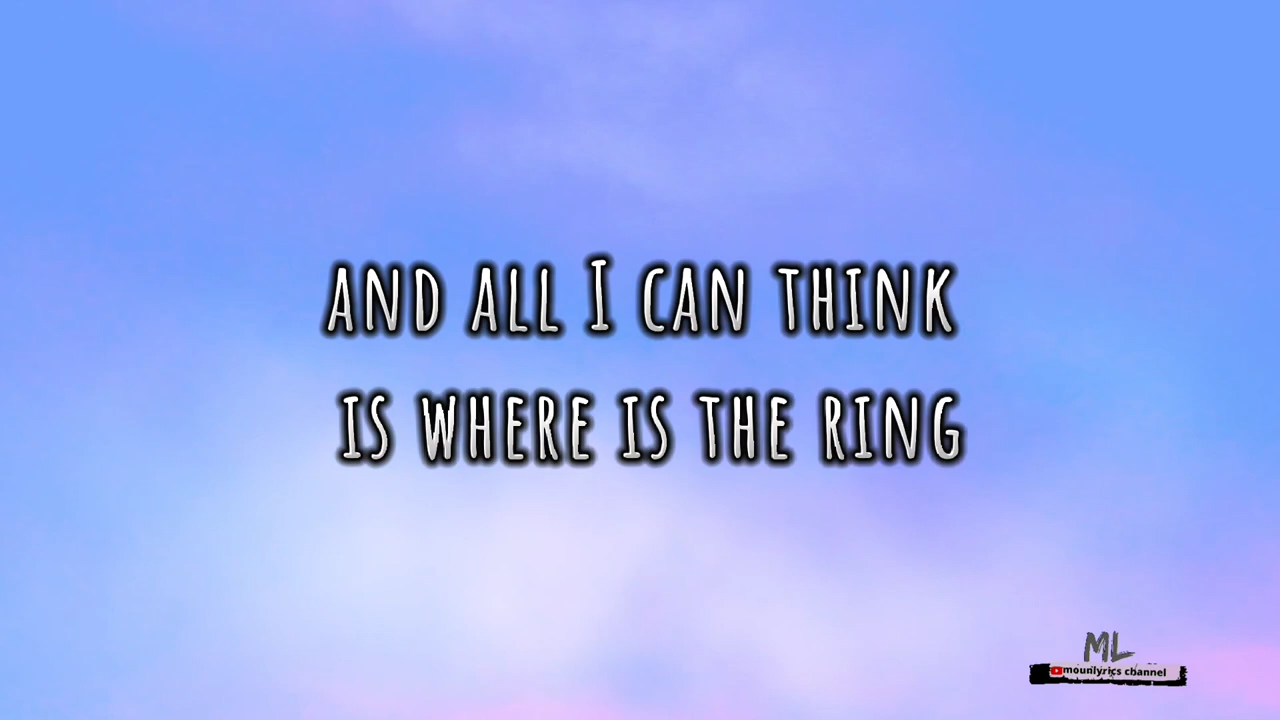 AND ALL I CAN THINK
IS WHERE IS THE RING
ML
mounlyrics channel